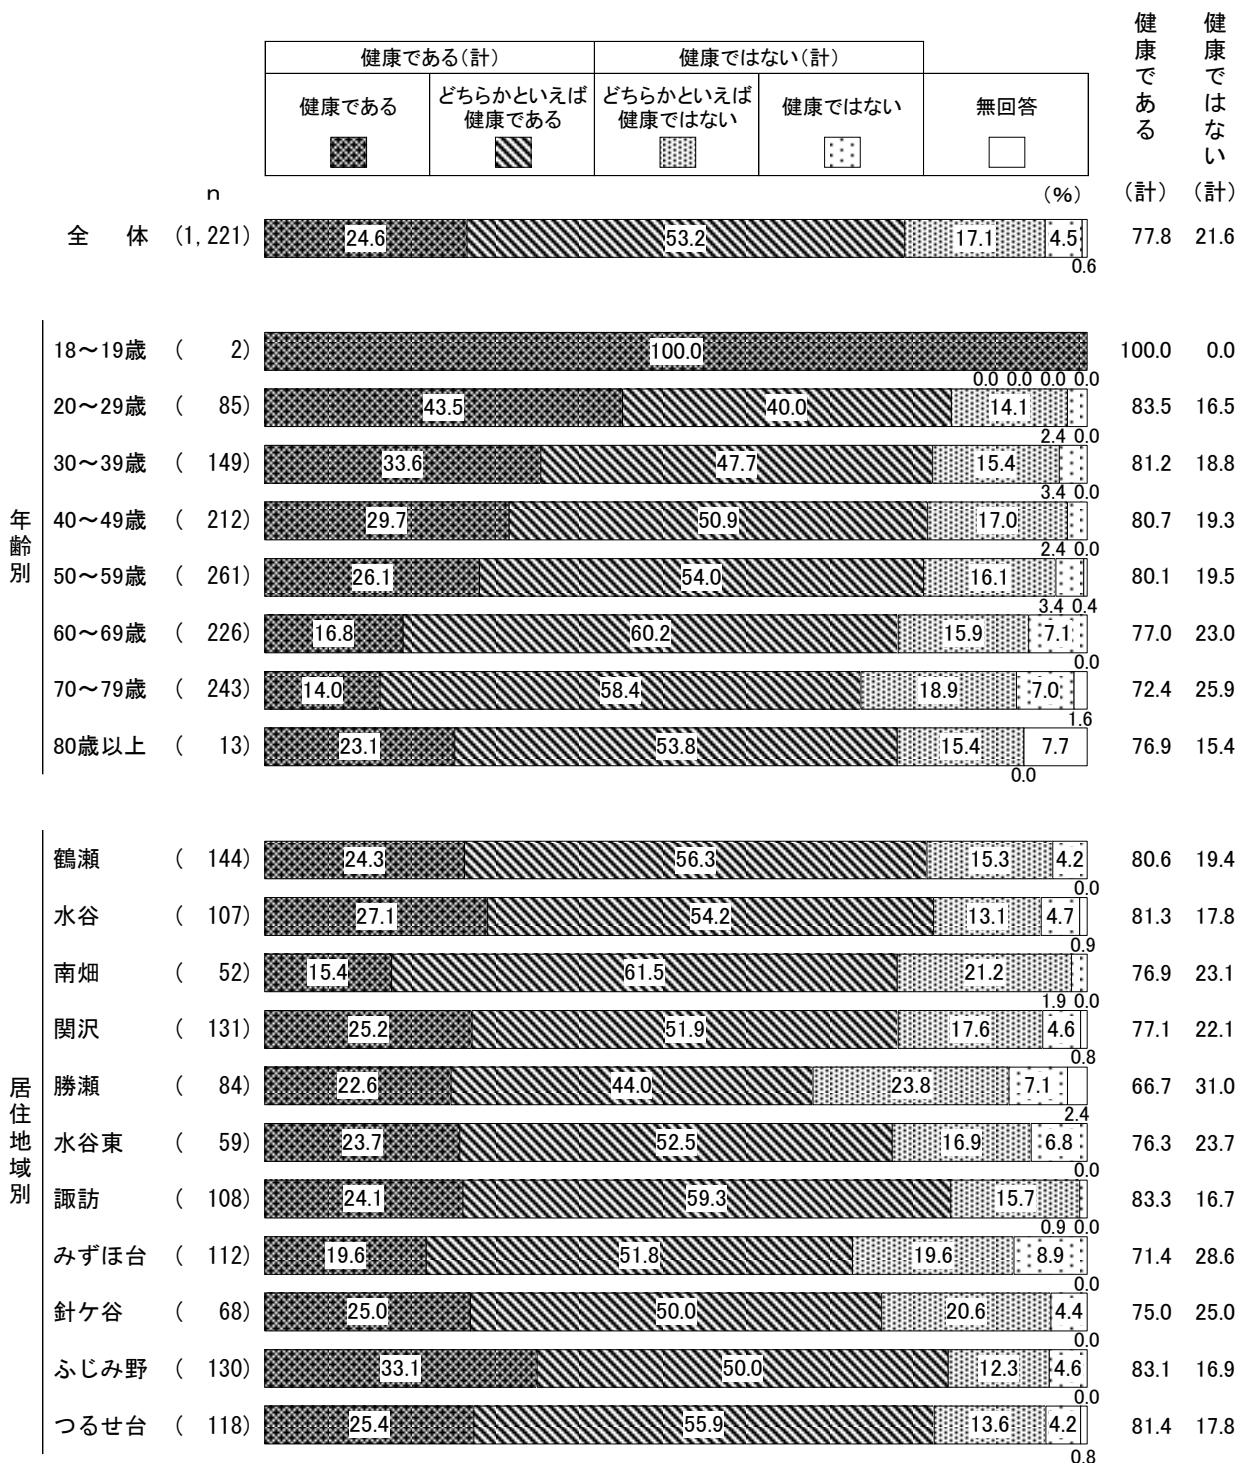 健康である（計） 健康ではない（計）
健康である どちらかといえば健康である どちらかといえば健康ではない 健康ではない 無回答
健康である（計） 健康ではない（計）
n （%）
全　体 (1,221) 24.6 53.2 17.1 4.5 77.8 21.6
0.6
年齢別
18～19歳 ( 2) 100.0 100.0 0.0
0.0 0.0 0.0 0.0
20～29歳 ( 85) 43.5 40.0 14.1 83.5 16.5
2.4 0.0
30～39歳 ( 149) 33.6 47.7 15.4 81.2 18.8
3.4 0.0
40～49歳 ( 212) 29.7 50.9 17.0 80.7 19.3
2.4 0.0
50～59歳 ( 261) 26.1 54.0 16.1 80.1 19.5
3.4 0.4
60～69歳 ( 226) 16.8 60.2 15.9 7.1 77.0 23.0
0.0
70～79歳 ( 243) 14.0 58.4 18.9 7.0 72.4 25.9
1.6
80歳以上 ( 13) 23.1 53.8 15.4 7.7 76.9 15.4
0.0
居住地域別
鶴瀬 ( 144) 24.3 56.3 15.3 4.2 80.6 19.4
0.0
水谷 ( 107) 27.1 54.2 13.1 4.7 81.3 17.8
0.9
南畑 ( 52) 15.4 61.5 21.2 76.9 23.1
1.9 0.0
関沢 ( 131) 25.2 51.9 17.6 4.6 77.1 22.1
0.8
勝瀬 ( 84) 22.6 44.0 23.8 7.1 66.7 31.0
2.4
水谷東 ( 59) 23.7 52.5 16.9 6.8 76.3 23.7
0.0
諏訪 ( 108) 24.1 59.3 15.7 83.3 16.7
0.9 0.0
みずほ台 ( 112) 19.6 51.8 19.6 8.9 71.4 28.6
0.0
針ケ谷 ( 68) 25.0 50.0 20.6 4.4 75.0 25.0
0.0
ふじみ野 ( 130) 33.1 50.0 12.3 4.6 83.1 16.9
0.0
つるせ台 ( 118) 25.4 55.9 13.6 4.2 81.4 17.8
0.8